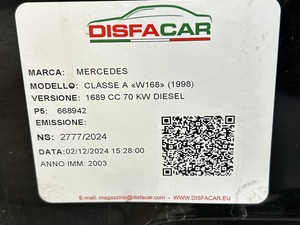 DISFACAR
MARCA: MERCEDES
MODELLO: CLASSE A «W168» (1998)
VERSIONE: 1689 CC 70 KW DIESEL
P5: 668942
EMISSIONE:
NS: 2777/2024
DATA:02/12/2024 15:28:00
ANNO IMM: 2003
E-mail: magazzino@disfacar.com WWW.DISFACAR.EU